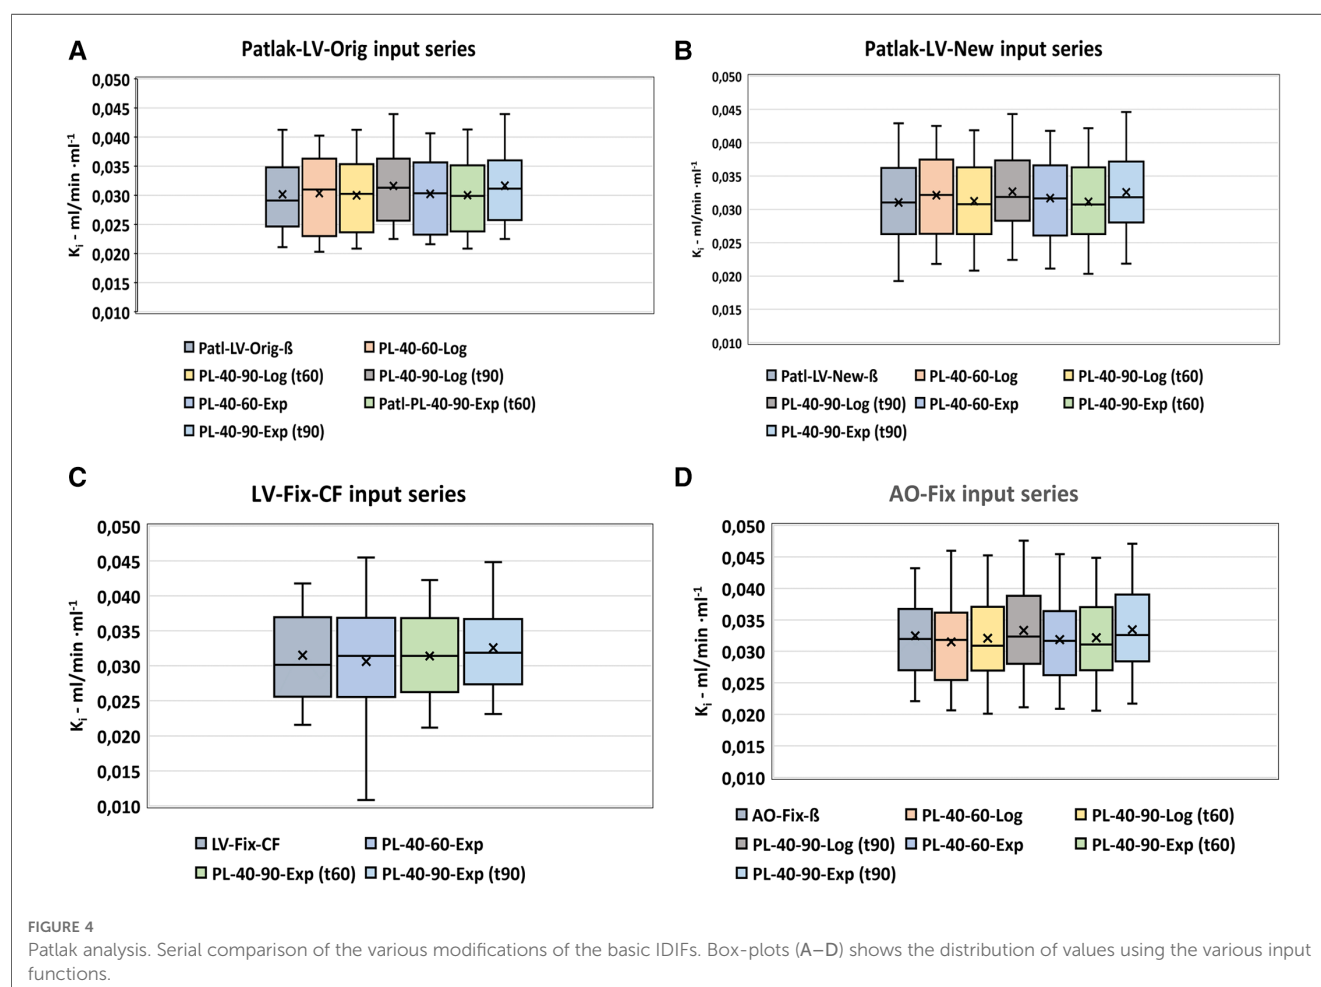 A
Patlak-LV-Orig input series
0,050
0,045
0,040
0,035
0,030
0,025
0,020
0,015
0,010
Ki - ml/min ·ml-1
Patl-LV-Orig-ß
PL-40-60-Log
PL-40-90-Log (t60)
PL-40-90-Log (t90)
PL-40-60-Exp
Patl-PL-40-90-Exp (t60)
PL-40-90-Exp (t90)
B
Patlak-LV-New input series
0,050
0,045
0,040
0,035
0,030
0,025
0,020
0,015
0,010
Ki - ml/min ·ml-1
Patl-LV-New-ß
PL-40-60-Log
PL-40-90-Log (t60)
PL-40-90-Log (t90)
PL-40-60-Exp
PL-40-90-Exp (t60)
PL-40-90-Exp (t90)
C
LV-Fix-CF input series
0,050
0,045
0,040
0,035
0,030
0,025
0,020
0,015
0,010
Ki - ml/min ·ml-1
LV-Fix-CF
PL-40-60-Exp
PL-40-90-Exp (t60)
PL-40-90-Exp (t90)
D
AO-Fix input series
0,050
0,045
0,040
0,035
0,030
0,025
0,020
0,015
0,010
Ki - ml/min ·ml-1
AO-Fix-ß
PL-40-60-Log
PL-40-90-Log (t60)
PL-40-90-Log (t90)
PL-40-60-Exp
PL-40-90-Exp (t60)
PL-40-90-Exp (t90)
FIGURE 4
Patlak analysis. Serial comparison of the various modifications of the basic IDIFs. Box-plots (A–D) shows the distribution of values using the various input
functions.